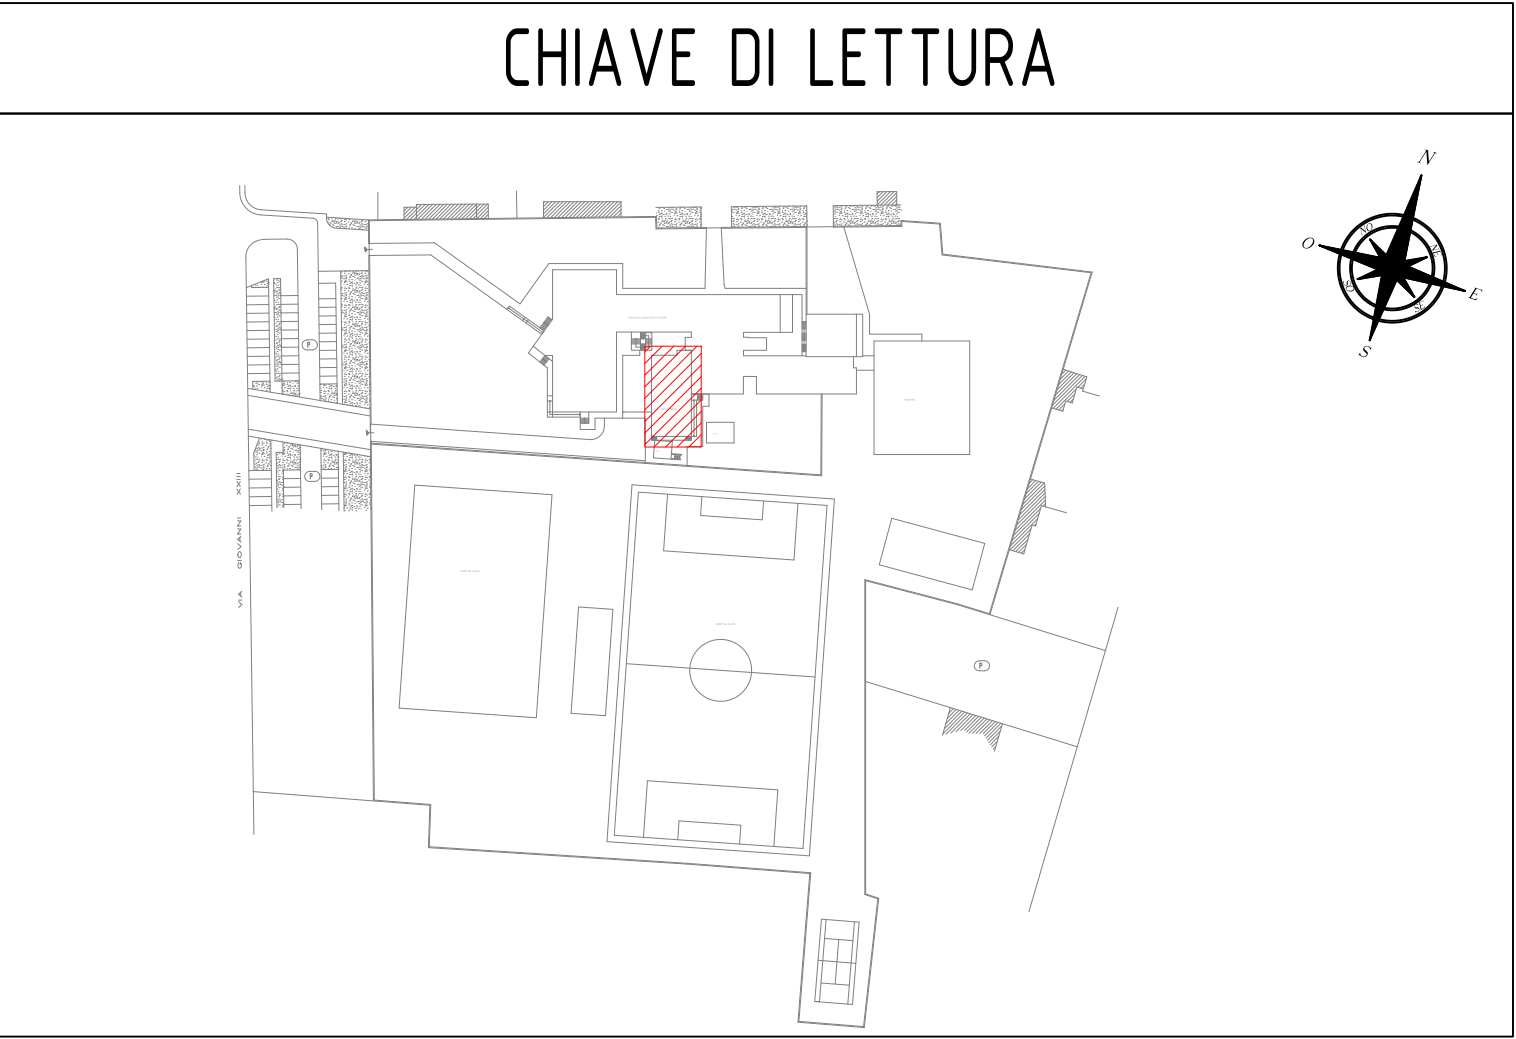 CHIAVE DI LETTURA
N
NO
O
NE
SO
E
SE
S
P
P
VIA GIOVANNI XXIII
P